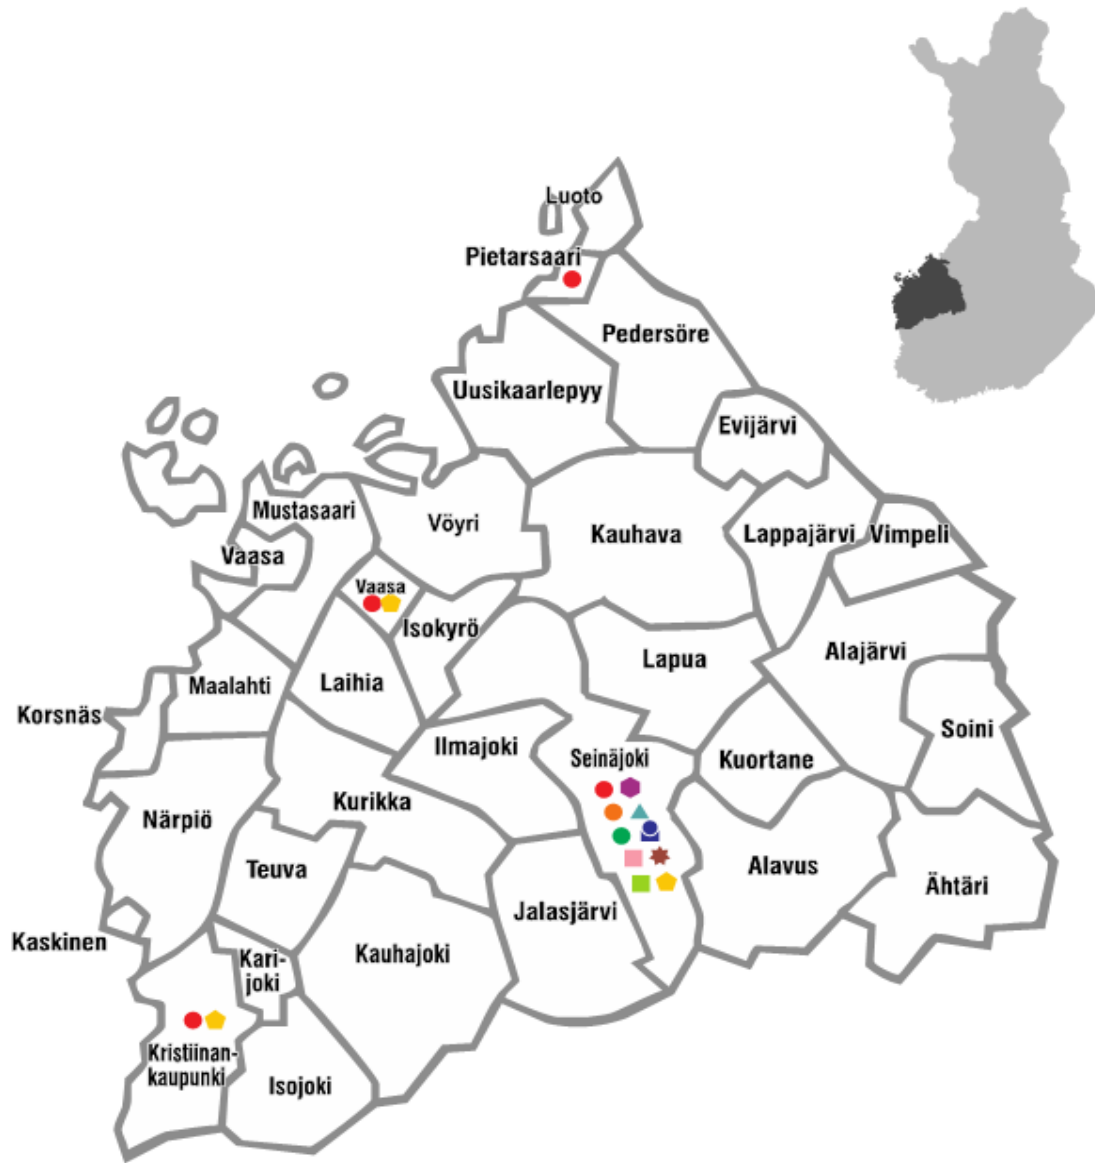 Luoto
Pietarsaari
Pedersöre
Uusikaarlepyy
Evijärvi
Mustasaari
Vöyri
Kauhava
Lappajärvi
Vimpeli
Vaasa
Vaasa
Isokyrö
Lapua
Alajärvi
Maalahti
Laihia
Korsnäs
Soini
Ilmajoki
Seinäjoki
Kuortane
Kurikka
Närpiö
Teuva
Alavus
Ähtäri
Jalasjärvi
Kaskinen
Kari-
joki
Kauhajoki
Kristiinan-
kaupunki
Isojoki